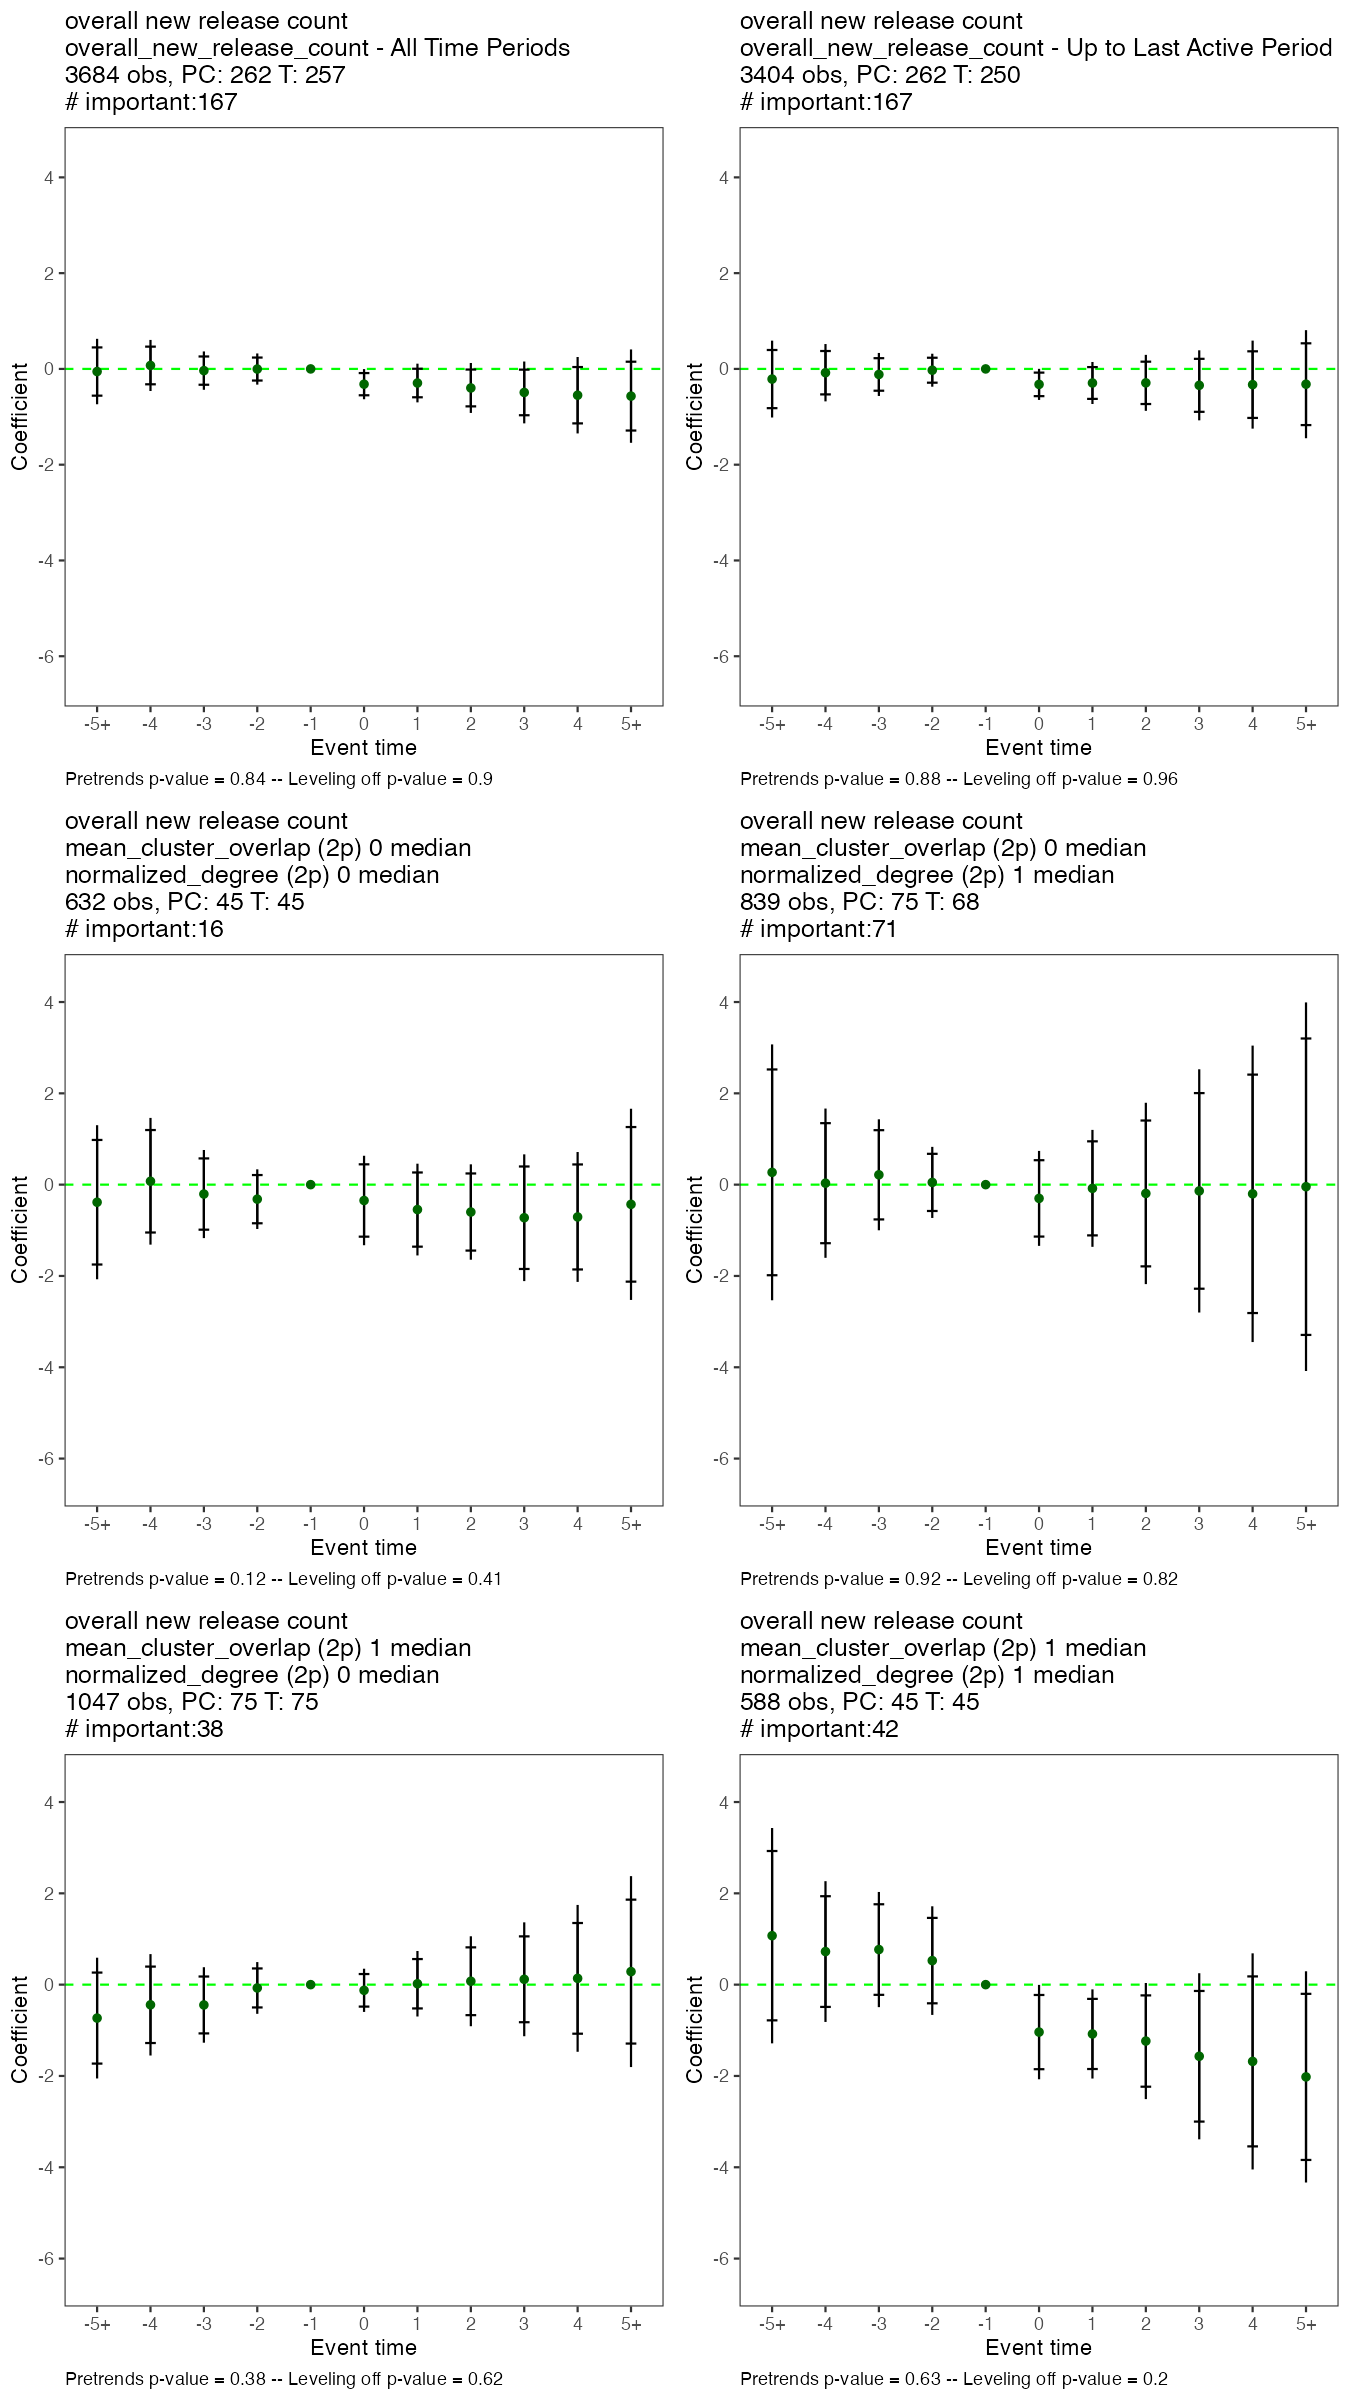 overall new release count
overall_new_release_count - All Time Periods
3684 obs, PC: 262 T: 257
# important:167
4
2
0
-2
-4
-6
Coefficient
-5+ -4 -3 -2 -1 0 1 2 3 4 5+
Event time
Pretrends p-value = 0.84 -- Leveling off p-value = 0.9
overall new release count
overall_new_release_count - Up to Last Active Period
3404 obs, PC: 262 T: 250
# important:167
4
2
0
-2
-4
-6
Coefficient
-5+ -4 -3 -2 -1 0 1 2 3 4 5+
Event time
Pretrends p-value = 0.88 -- Leveling off p-value = 0.96
overall new release count
mean_cluster_overlap (2p) 0 median
normalized_degree (2p) 0 median
632 obs, PC: 45 T: 45
# important:16
4
2
0
-2
-4
-6
Coefficient
-5+ -4 -3 -2 -1 0 1 2 3 4 5+
Event time
Pretrends p-value = 0.12 -- Leveling off p-value = 0.41
overall new release count
mean_cluster_overlap (2p) 0 median
normalized_degree (2p) 1 median
839 obs, PC: 75 T: 68
# important:71
4
2
0
-2
-4
-6
Coefficient
-5+ -4 -3 -2 -1 0 1 2 3 4 5+
Event time
Pretrends p-value = 0.92 -- Leveling off p-value = 0.82
overall new release count
mean_cluster_overlap (2p) 1 median
normalized_degree (2p) 0 median
1047 obs, PC: 75 T: 75
# important:38
4
2
0
-2
-4
-6
Coefficient
-5+ -4 -3 -2 -1 0 1 2 3 4 5+
Event time
Pretrends p-value = 0.38 -- Leveling off p-value = 0.62
overall new release count
mean_cluster_overlap (2p) 1 median
normalized_degree (2p) 1 median
588 obs, PC: 45 T: 45
# important:42
4
2
0
-2
-4
-6
Coefficient
-5+ -4 -3 -2 -1 0 1 2 3 4 5+
Event time
Pretrends p-value = 0.63 -- Leveling off p-value = 0.2